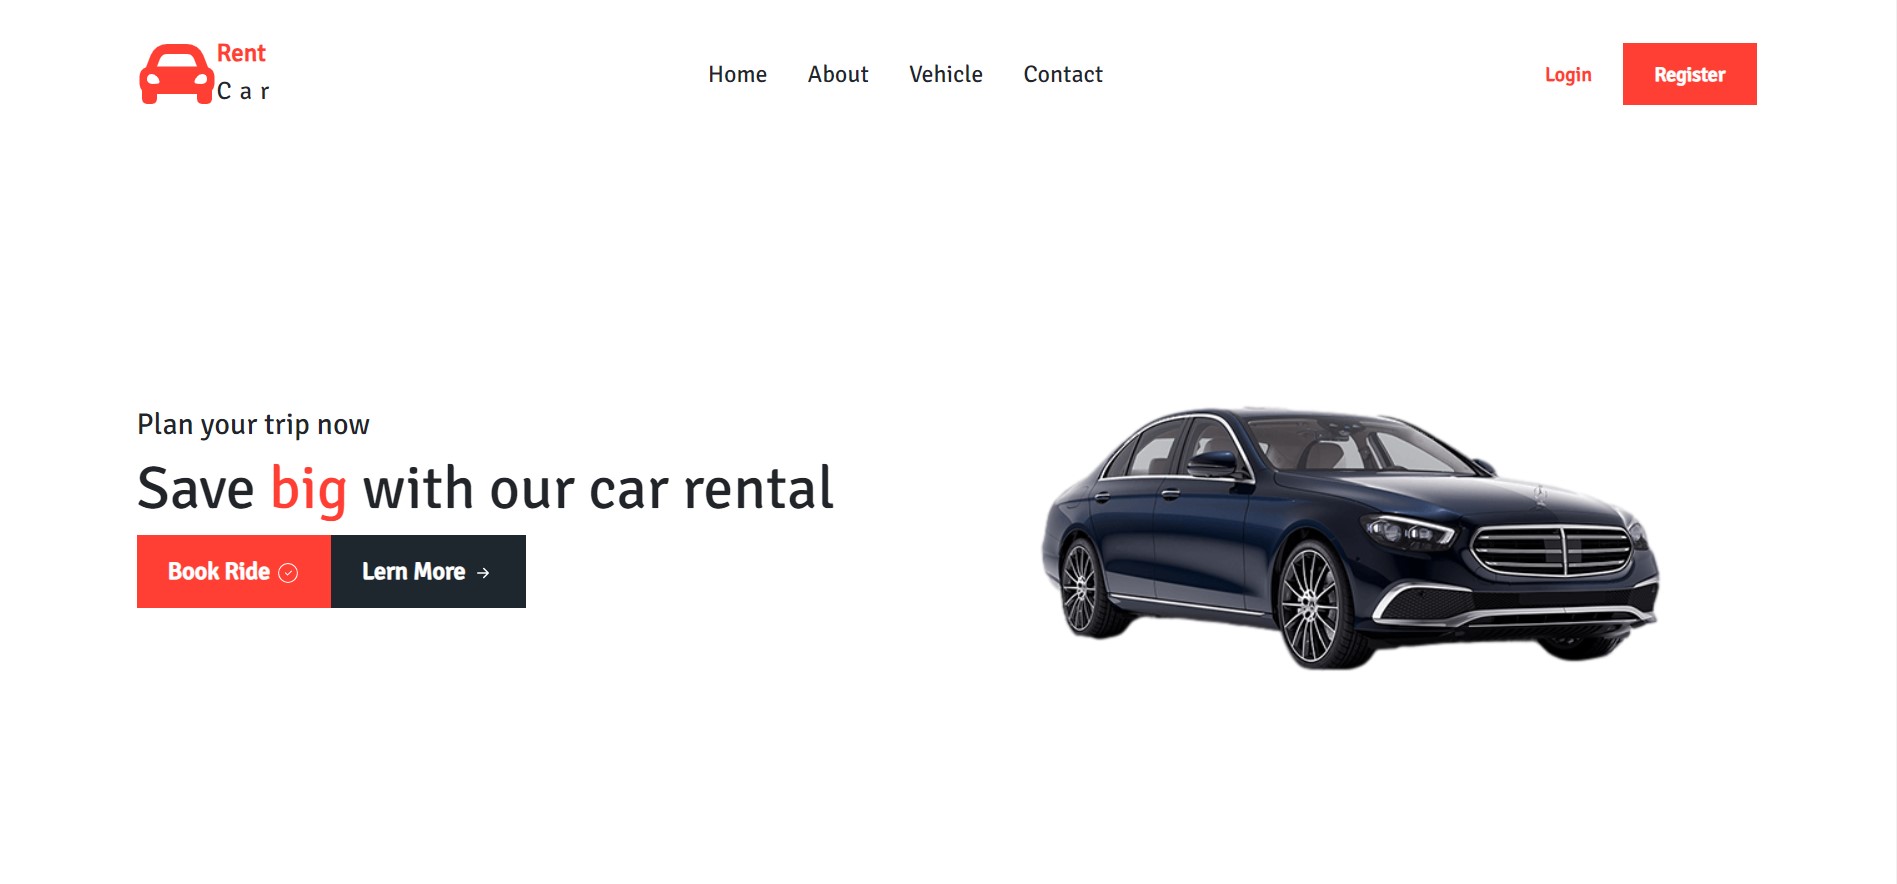 Rent
Car
Home About Vehicle Contact
Login Register
Plan your trip now
Save big with our car rental
Book Ride Lern More